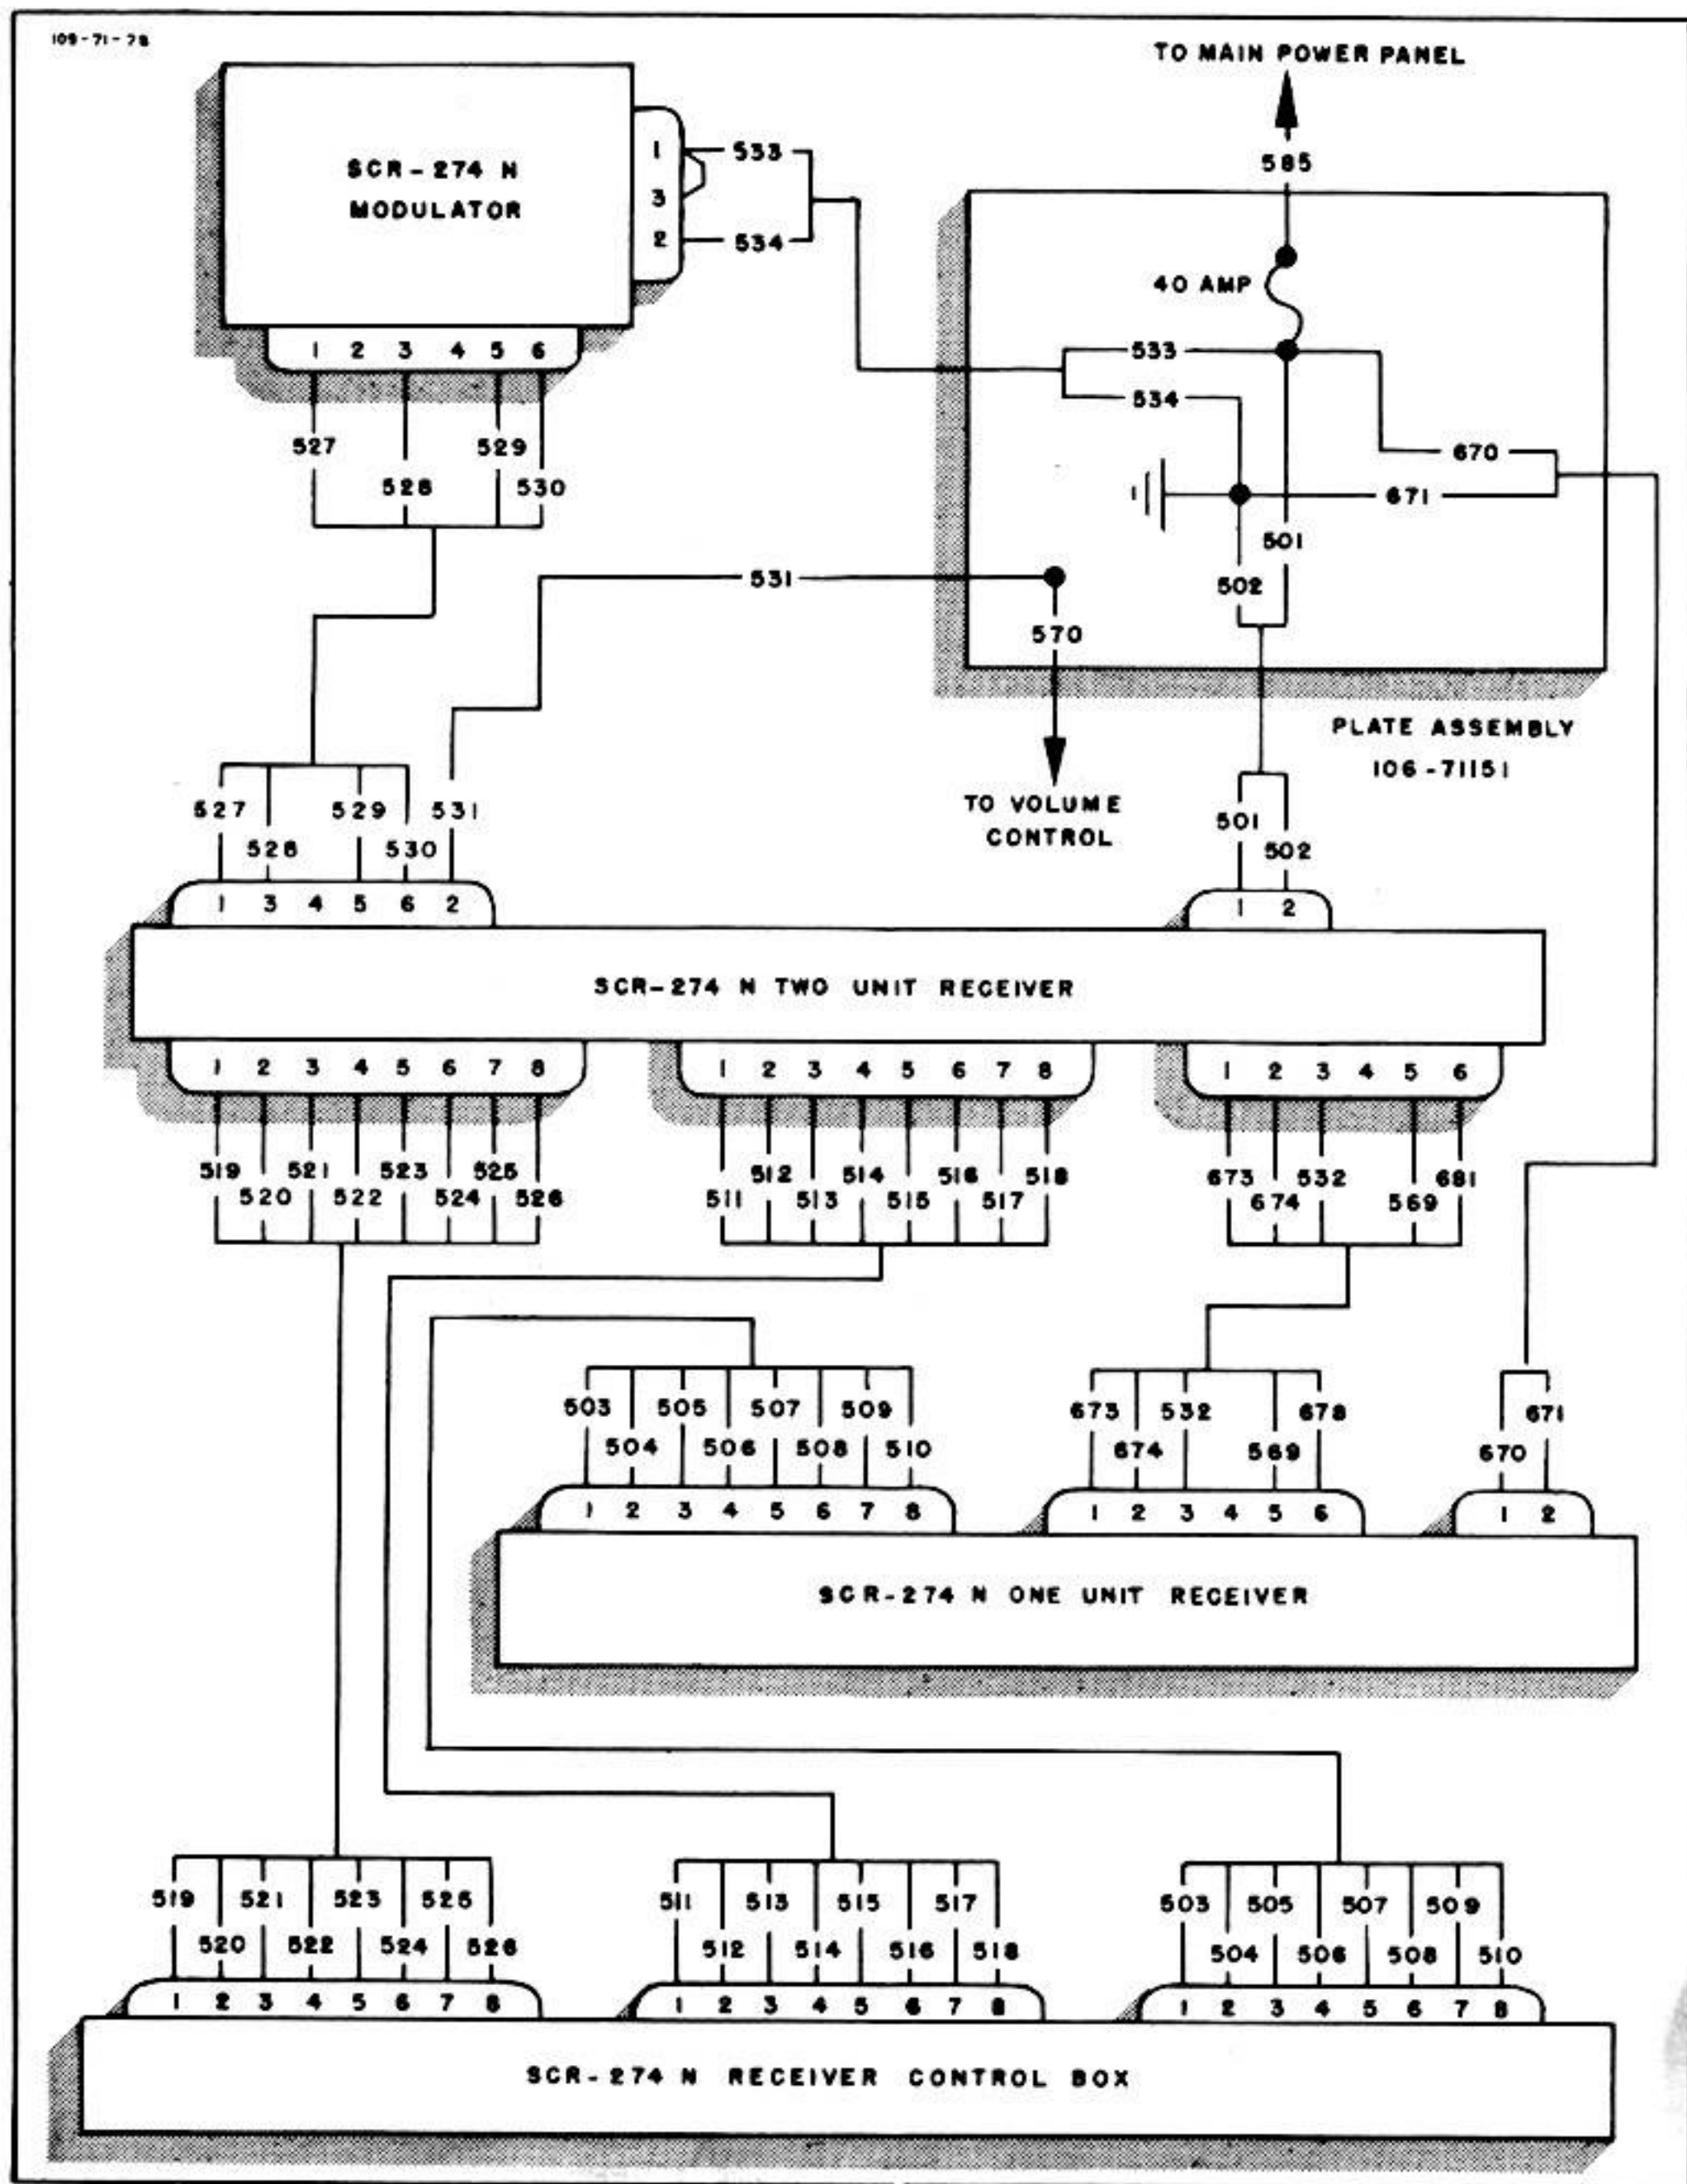 109-71-78
TO MAIN POWER PANEL
585
SCR-274 N
MODULATOR
1 533
3
2 534
1 2 3 4 5 6
40 AMP
533
534
670
671
501
502
527 529
528 530
531
570
PLATE ASSEMBLY
106-71151
TO VOLUME
CONTROL
527 529 531
528 530
501
502
1 3 4 5 6 2
1 2
SCR-274 N TWO UNIT RECEIVER
1 2 3 4 5 6 7 8
1 2 3 4 5 6 7 8
1 2 3 4 5 6
519 521 523 525
520 522 524 526
512 514 516 518
511 513 515 517
673 532 681
674 569
503 505 507 509
504 506 508 510
673 532 678
674 569
671
670
1 2 3 4 5 6 7 8
1 2 3 4 5 6
1 2
SCR-274 N ONE UNIT RECEIVER
519 521 523 525
520 522 524 526
511 513 515 517
512 514 516 518
503 505 507 509
504 506 508 510
1 2 3 4 5 6 7 8
1 2 3 4 5 6 7 8
1 2 3 4 5 6 7 8
SCR-274 N RECEIVER CONTROL BOX